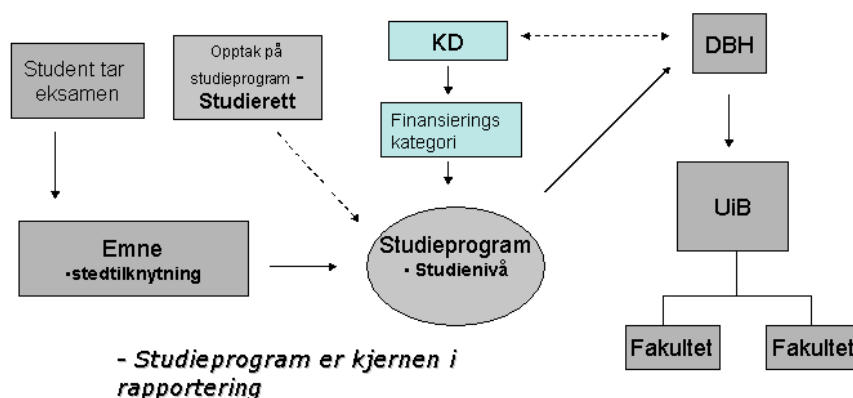 Student tar
eksamen
Opptak på
studieprogram –
Studierett
KD
Finansierings
kategori
DBH
Emne
-stedtilknytning
Studieprogram
- Studienivå
UiB
Fakultet
Fakultet
- Studieprogram er kjernen i
rapportering